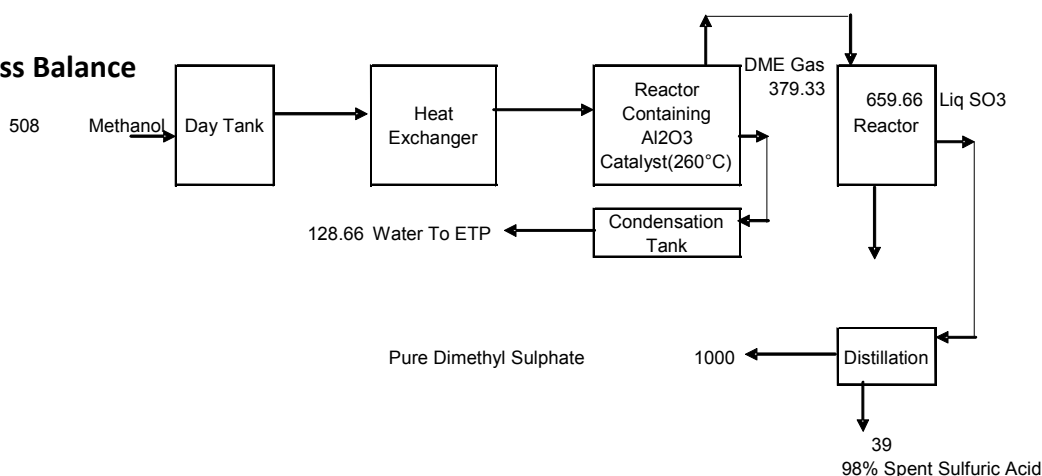 ss Balance
508 Methanol
Day Tank
Heat
Exchanger
Reactor
Containing
Al2O3
Catalyst(260°C)
DME Gas
379.33
659.66
Reactor
Liq SO3
128.66 Water To ETP
Condensation
Tank
Pure Dimethyl Sulphate 1000
Distillation
39
98% Spent Sulfuric Acid